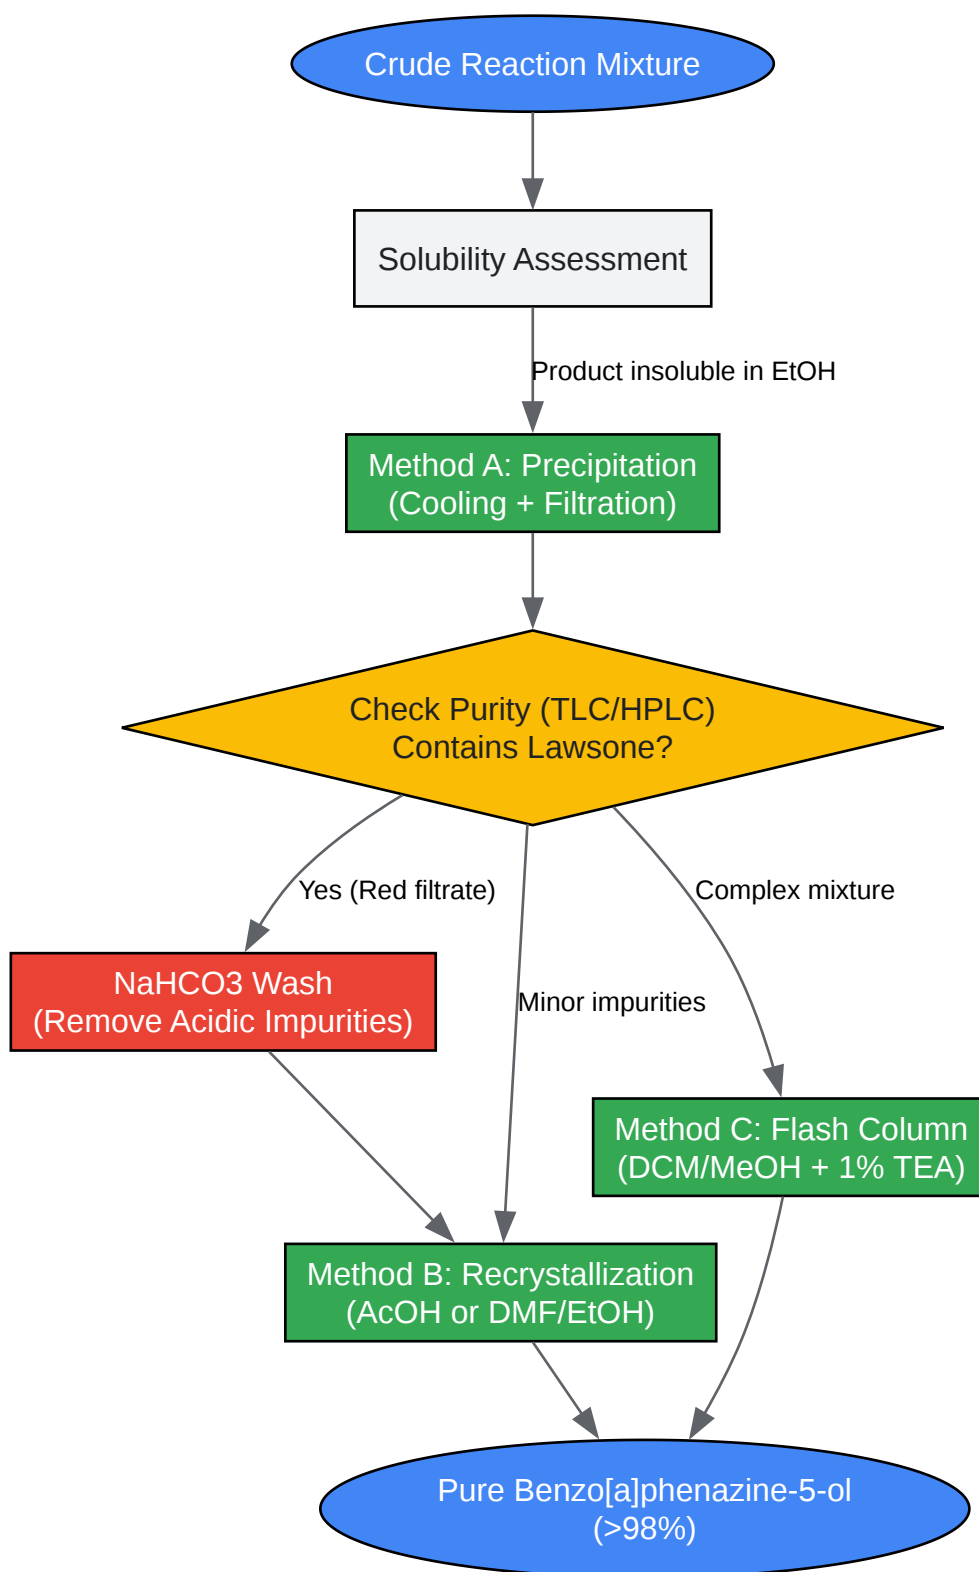 Crude Reaction Mixture
Solubility Assessment
Product insoluble in EtOH
Method A: Precipitation
(Cooling + Filtration)
Check Purity (TLC/HPLC)
Contains Lawsone?
Yes (Red filtrate)
Complex mixture
NaHCO3 Wash
(Remove Acidic Impurities)
Minor impurities
Method C: Flash Column
(DCM/MeOH + 1% TEA)
Method B: Recrystallization
(AcOH or DMF/EtOH)
Pure Benzo[a]phenazine-5-ol
(>98%)